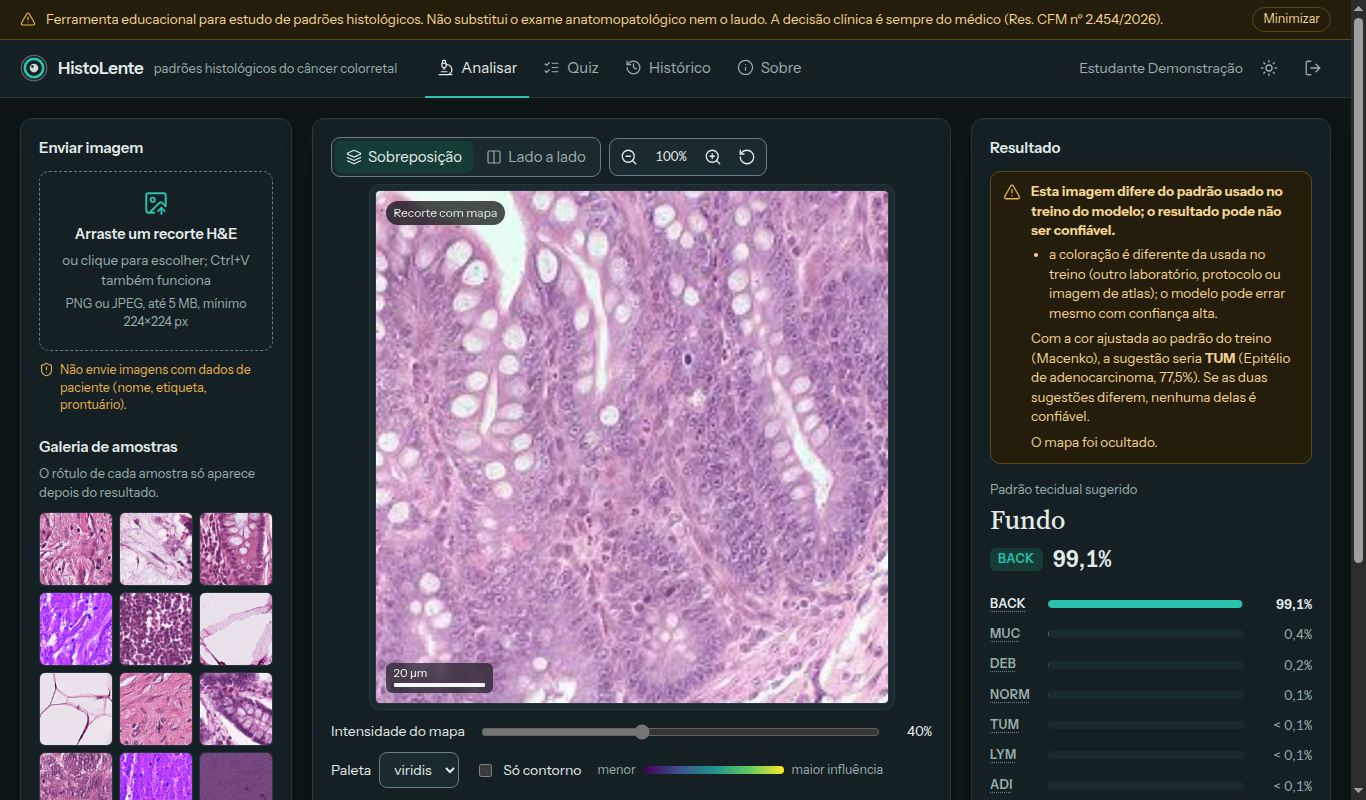 Ferramenta educacional para estudo de padrões histológicos. Não substitui o exame anatomopatológico nem o laudo. A decisão clínica é sempre do médico (Res. CFM nº 2.454/2026).
Minimizar
HistoLente
padrões histológicos do câncer colorretal
Analisar
Quiz
Histórico
Sobre
Estudante Demonstração
Enviar imagem
Arraste um recorte H&E
ou clique para escolher; Ctrl+V
também funciona
PNG ou JPEG, até 5 MB, mínimo
224×224 px
Não envie imagens com dados de
paciente (nome, etiqueta,
prontuário).
Galeria de amostras
O rótulo de cada amostra só aparece
depois do resultado.
Sobreposição
Lado a lado
100%
Recorte com mapa
20 µm
Intensidade do mapa
40%
Paleta
viridis
Só contorno
menor
maior influência
Resultado
Esta imagem difere do padrão usado no
treino do modelo; o resultado pode não
ser confiável.
• a coloração é diferente da usada no
treino (outro laboratório, protocolo ou
imagem de atlas); o modelo pode errar
mesmo com confiança alta.
Com a cor ajustada ao padrão do treino
(Macenko), a sugestão seria TUM (Epitélio
de adenocarcinoma, 77,5%). Se as duas
sugestões diferem, nenhuma delas é
confiável.
O mapa foi ocultado.
Padrão tecidual sugerido
Fundo
BACK 99,1%
BACK 99,1%
MUC 0,4%
DEB 0,2%
NORM 0,1%
TUM < 0,1%
LYM < 0,1%
ADI < 0,1%